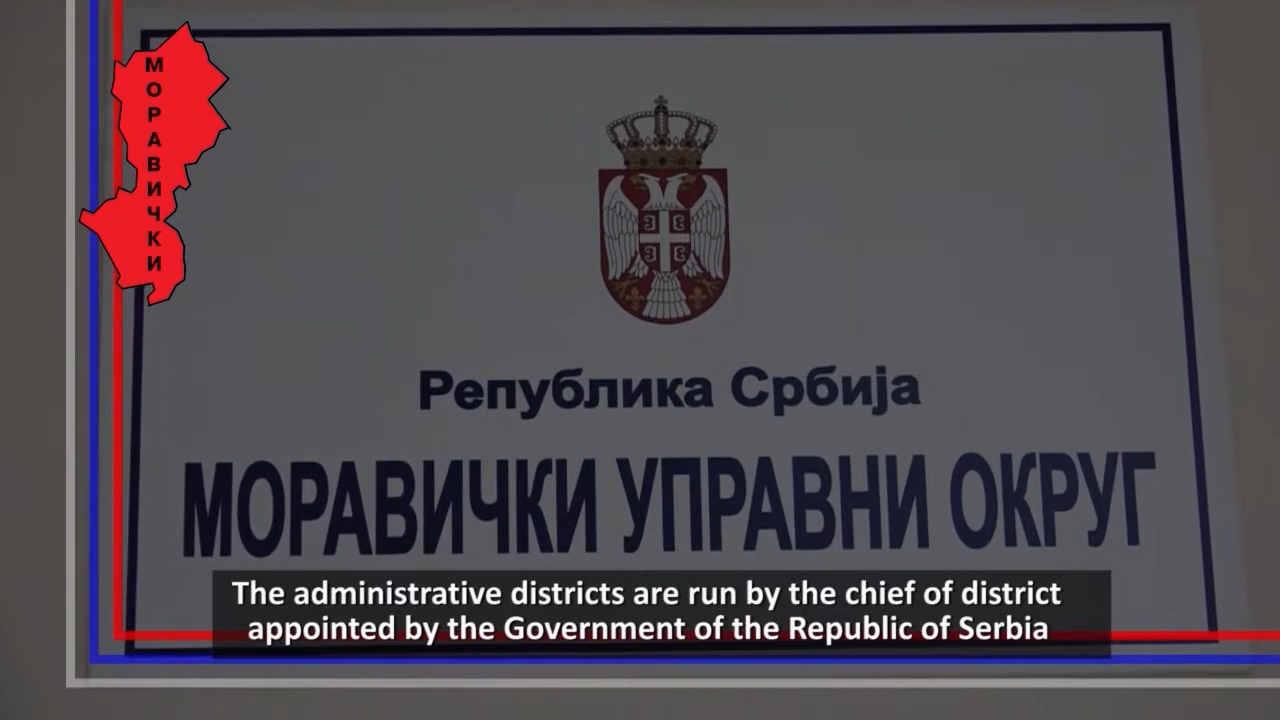 МОРАВИЧКИ
Република Србија
МОРАВИЧКИ УПРАВНИ ОКРУГ
The administrative districts are run by the chief of district
appointed by the Government of the Republic of Serbia